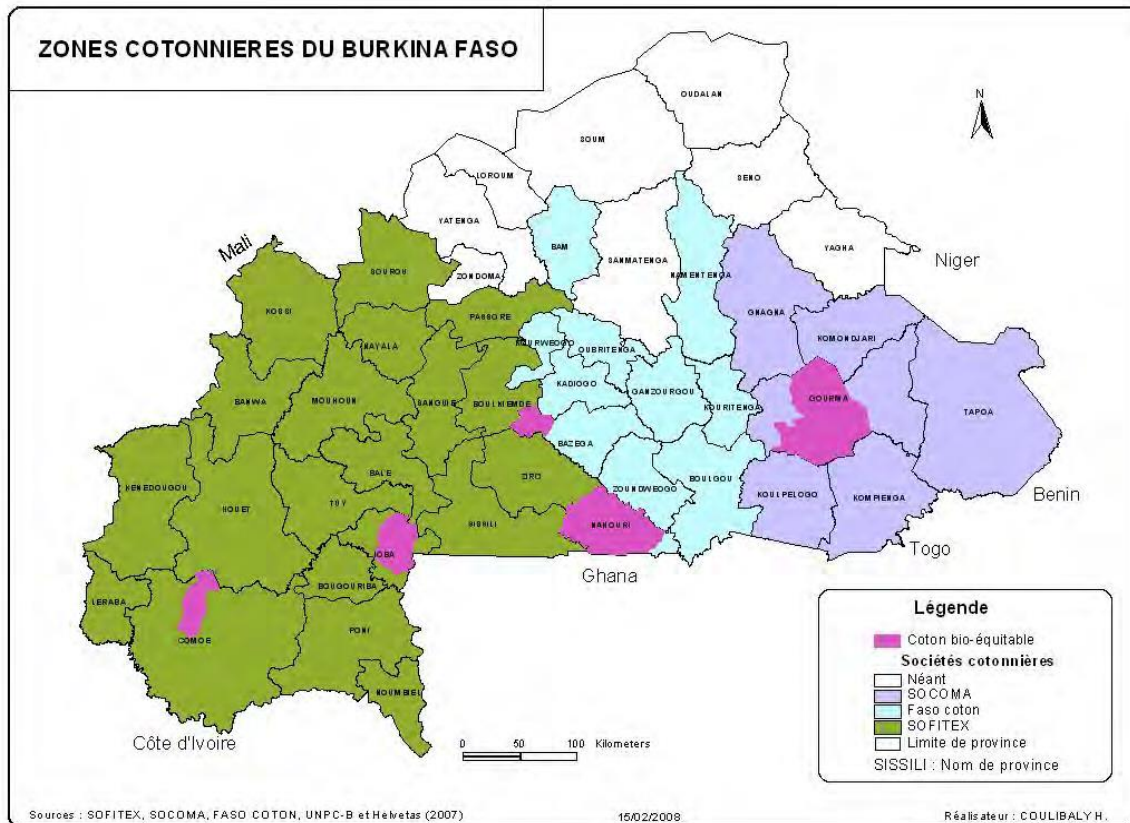 ZONES COTONNIERES DU BURKINA FASO
N
OUDALAN
SOUM
LOROUM
SENO
YATENGA
BAM
YAGHA
Mali
SANMATENGA
Niger
SOUROU
ZONDOMA
NAMENTENGA
KOSSI
GNAGNA
PASSORE
KOMONDJARI
NAYALA
OUBRITENGA
KADIOGO
GANZOURGOU
BANWA
MOUHOUN
SANGUIE
BOULKIEMDE
KOURITENGA
GOURMA
TAPOA
BAZEGA
BALE
ZIRO
BOULGOU
KENEDOUGOU
ZOUNDWEOGO
KOULPELOGO
KOMPIENGA
Benin
HOUET
TUY
SISSILI
NAHOURI
IOBA
Togo
Ghana
BOUGOURIBA
LERABA
PONI
COMOE
NOUMBIEL
Côte d'Ivoire
0 50 100 Kilometers
Légende
Coton bio-équitable
Sociétés cotonnières
Néant
SOCOMA
Faso coton
SOFITEX
Limite de province
SISSILI : Nom de province
Sources : SOFITEX, SOCOMA, FASO COTON, UNPC-B et Helvetas (2007)
15/02/2008
Réalisateur : COULIBALY H.